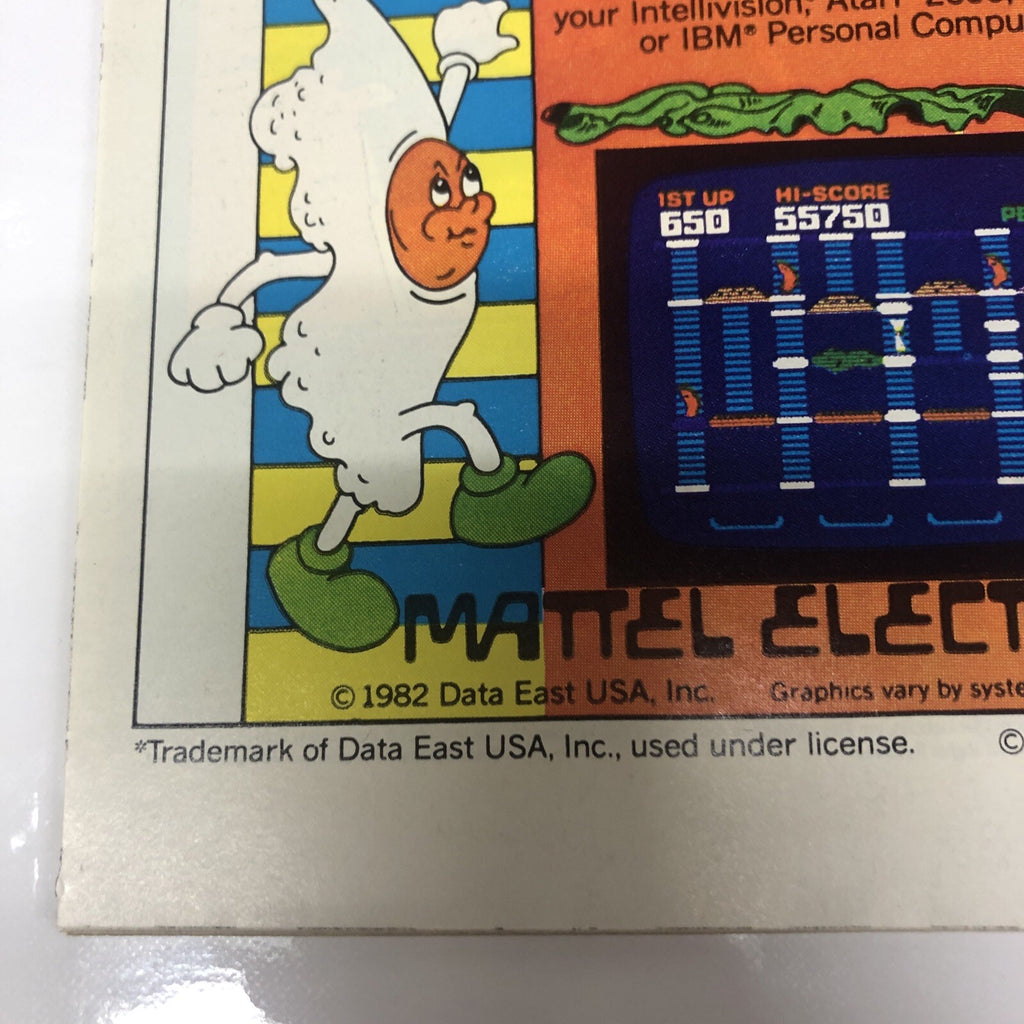 your Intellivision, Atari
or IBM® Personal Compu
1ST UP HI-SCORE
650 55750
MATTEL ELECT
© 1982 Data East USA, Inc. Graphics vary by syste
*Trademark of Data East USA, Inc., used under license. ©